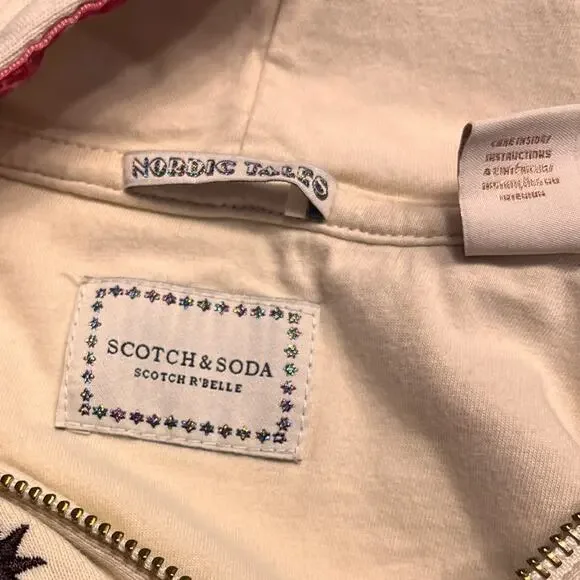 NORDIC TALES
CARE INSIDE/
INSTRUCTIONS
SCOTCH & SODA
SCOTCH R'BELLE